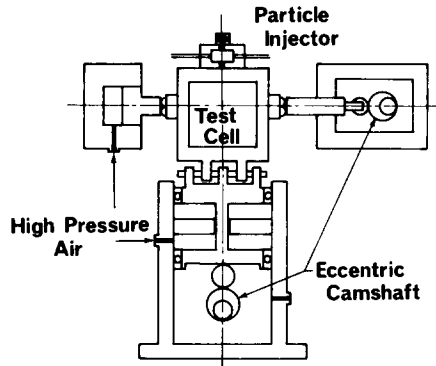 Particle
Injector
Test
Cell
High Pressure
Air
Eccentric
Camshaft